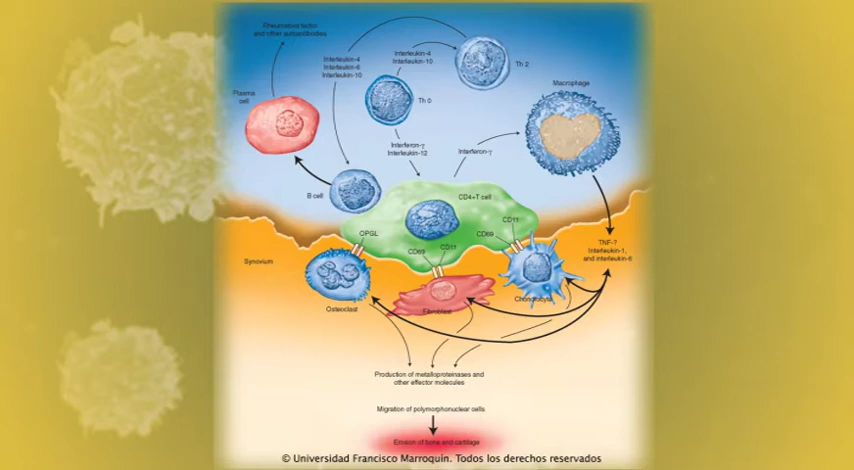 Rheumatoid factor
and other autoantibodies
Interleukin-4
Interleukin-6
Interleukin-10
Interleukin-4
Interleukin-10
Th 2
Plasma
cell
Th 0
Macrophage
Interferon-γ
Interleukin-12
Interferon-γ
B cell
CD4+T cell
OPGL
CD69
CD11
CD69
CD11
TNF-?
Interleukin-1,
and interleukin-6
Synovium
Osteoclast
Fibroblast
Chondrocyte
Production of metalloproteinases and
other effector molecules
Migration of polymorphonuclear cells
Erosion of bone and cartilage
© Universidad Francisco Marroquín. Todos los derechos reservados